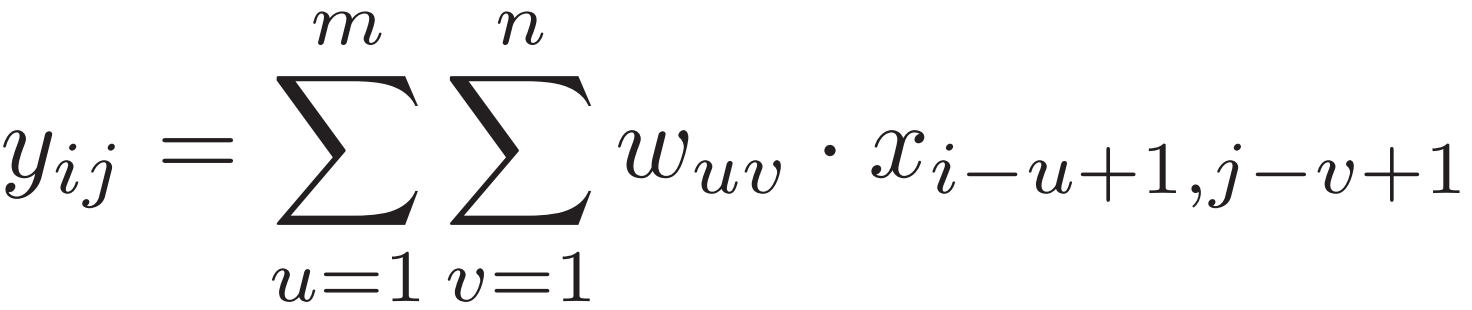 y_{ij} = \sum_{u=1}^{m} \sum_{v=1}^{n} w_{uv} \cdot x_{i-u+1,j-v+1}